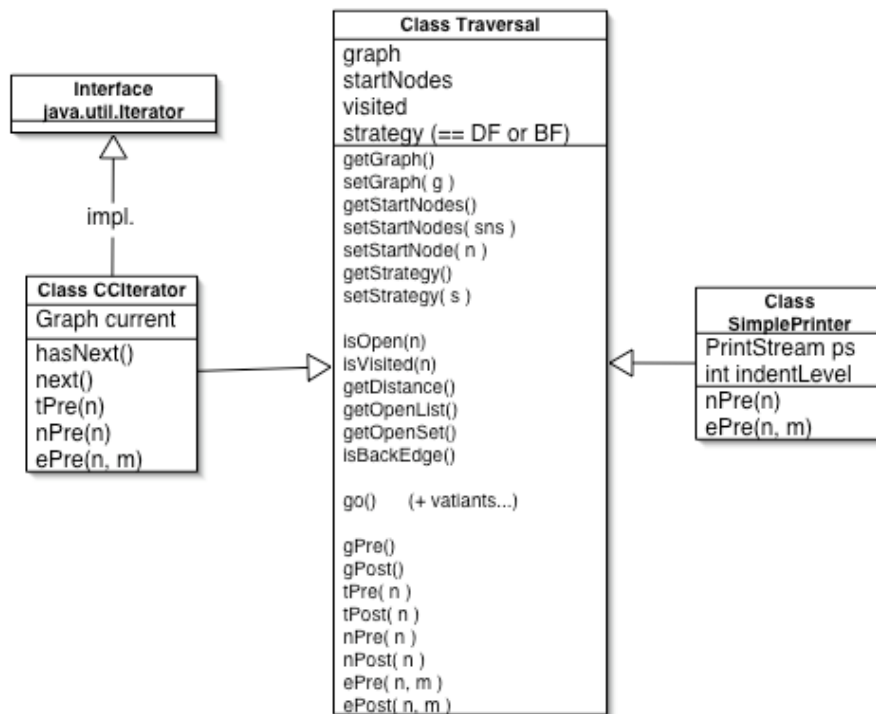 Class Traversal
graph
startNodes
visited
strategy (== DF or BF)
getGraph()
setGraph( g )
getStartNodes()
setStartNodes( sns )
setStartNode( n )
getStrategy()
setStrategy( s )
isOpen(n)
isVisited(n)
getDistance()
getOpenList()
getOpenSet()
isBackEdge()
go() (+ vatiants...)
gPre()
gPost()
tPre( n )
tPost( n )
nPre( n )
nPost( n )
ePre( n, m )
ePost( n, m )
Interface
java.util.Iterator
impl.
Class CCIterator
Graph current
hasNext()
next()
tPre(n)
nPre(n)
ePre(n, m)
Class
SimplePrinter
PrintStream ps
int indentLevel
nPre(n)
ePre(n, m)